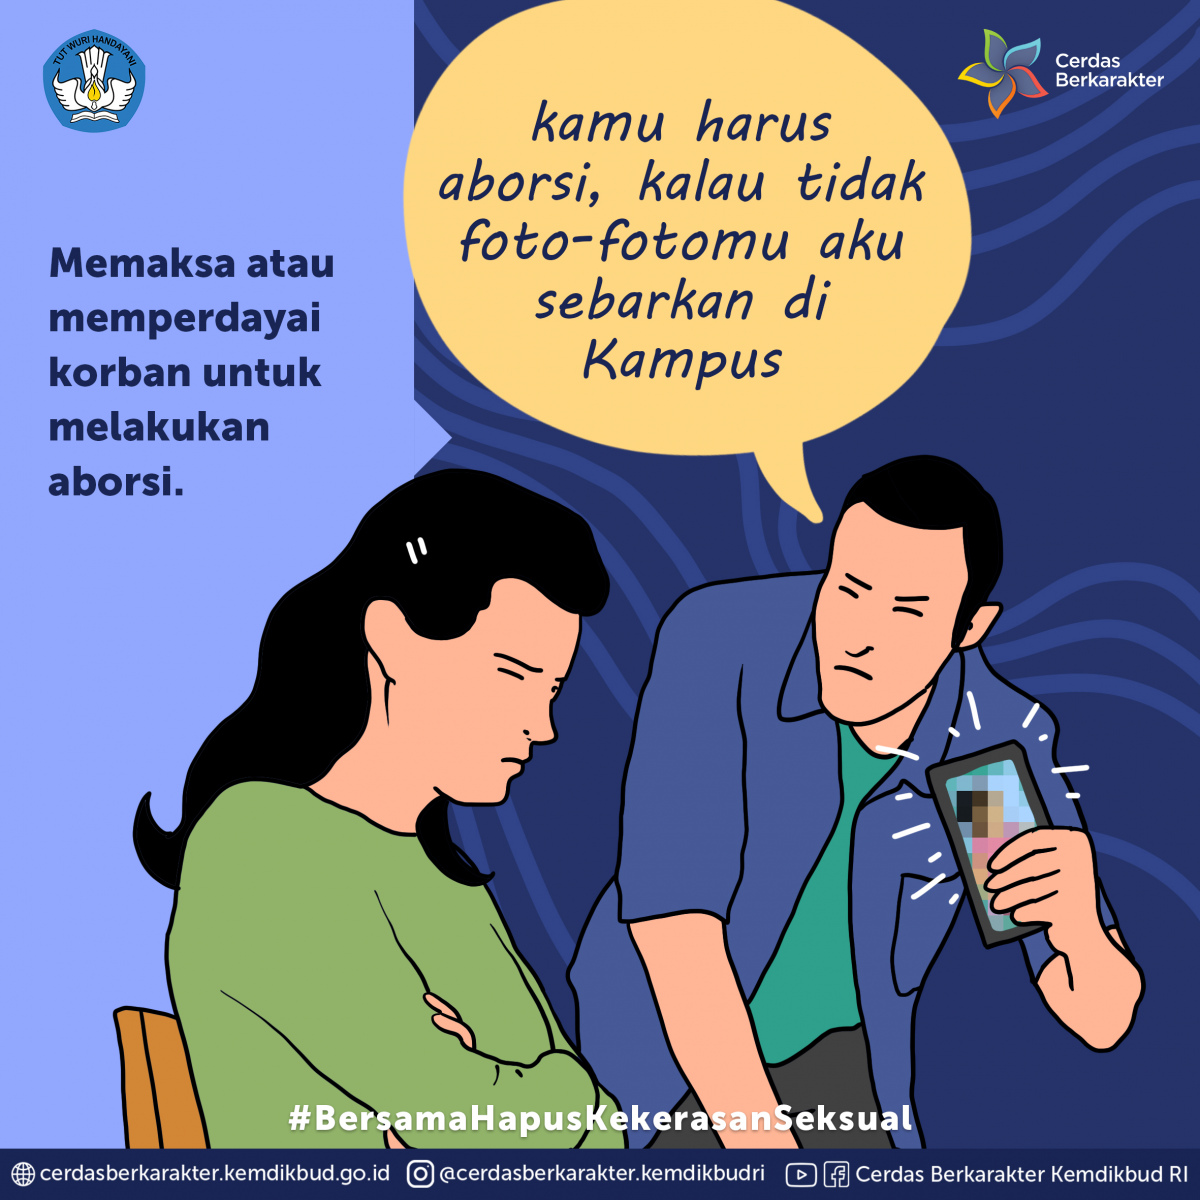 TUT WURI HANDAYANI
Cerdas
Berkarakter
kamu harus
aborsi, kalau tidak
foto-fotomu aku
sebarkan di
Kampus
Memaksa atau
memperdayai
korban untuk
melakukan
aborsi.
#BersamaHapusKekerasanSeksual
cerdasberkarakter.kemdikbud.go.id @cerdasberkarakter.kemdikbudri Cerdas Berkarakter Kemdikbud RI